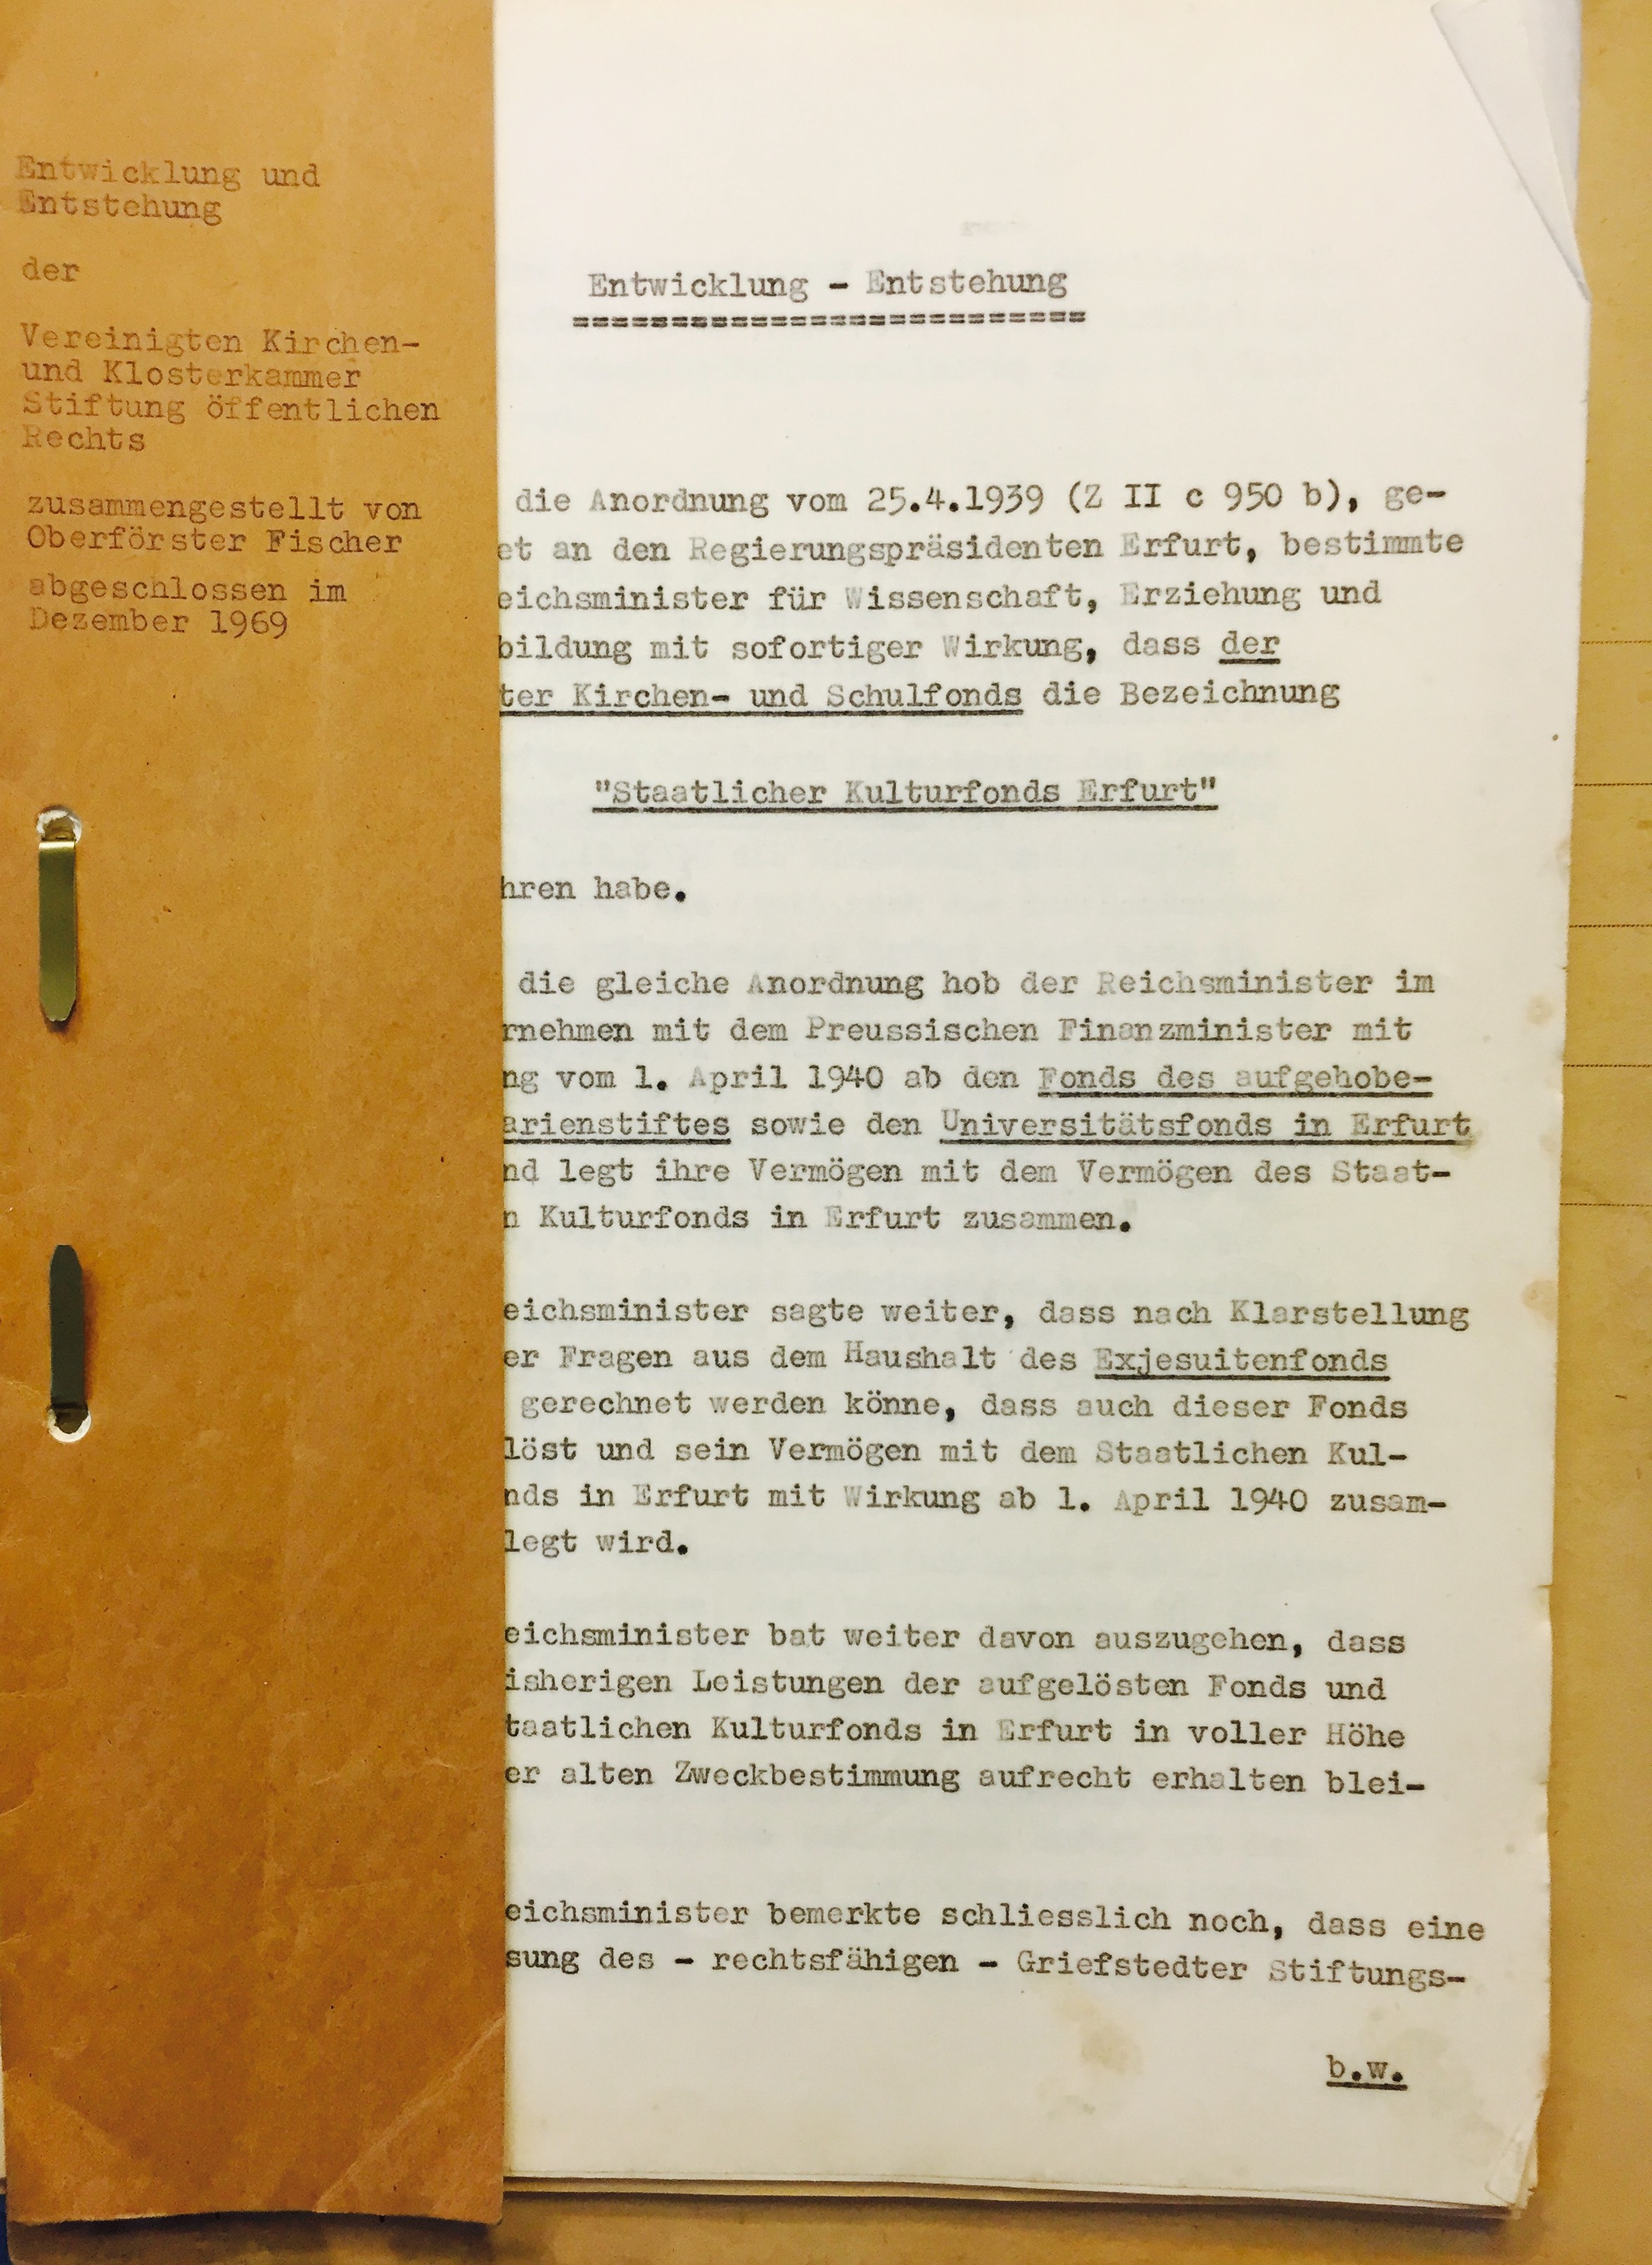 Entwicklung und
Entstehung
der
Vereinigten Kirchen-
und Klosterkammer
Stiftung öffentlichen
Rechts
zusammengestellt von
Oberförster Fischer
abgeschlossen im
Dezember 1969
Entwicklung - Entstehung
==========================
die Anordnung vom 25.4.1939 (Z II c 950 b), ge-
et an den Regierungspräsidenten Erfurt, bestimmte
eichsminister für Wissenschaft, Erziehung und
bildung mit sofortiger Wirkung, dass der
ter Kirchen- und Schulfonds die Bezeichnung
"Staatlicher Kulturfonds Erfurt"
hren habe.
die gleiche Anordnung hob der Reichsminister im
rnehmen mit dem Preussischen Finanzminister mit
ng vom 1. April 1940 ab den Fonds des aufgehobe-
arienstiftes sowie den Universitätsfonds in Erfurt
nd legt ihre Vermögen mit dem Vermögen des Staat-
n Kulturfonds in Erfurt zusammen.
eichsminister sagte weiter, dass nach Klarstellung
er Fragen aus dem Haushalt des Exjesuitenfonds
gerechnet werden könne, dass auch dieser Fonds
löst und sein Vermögen mit dem Staatlichen Kul-
nds in Erfurt mit Wirkung ab 1. April 1940 zusam-
legt wird.
eichsminister bat weiter davon auszugehen, dass
isherigen Leistungen der aufgelösten Fonds und
taatlichen Kulturfonds in Erfurt in voller Höhe
er alten Zweckbestimmung aufrecht erhalten blei-
eichsminister bemerkte schliesslich noch, dass eine
sung des - rechtsfähigen - Griefstedter Stiftungs-
b.w.